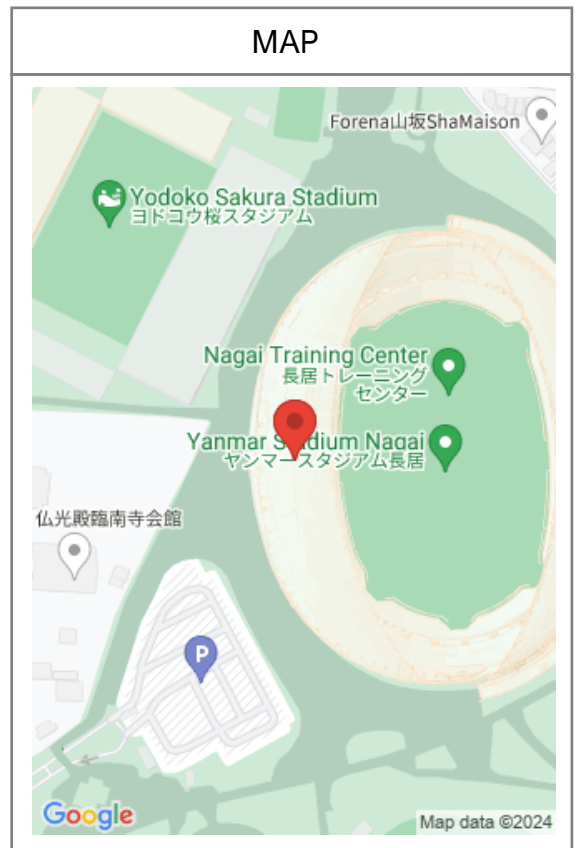 MAP
Forena山坂ShaMaison
Yodoko Sakura Stadium
ヨドコウ桜スタジアム
Nagai Training Center
長居トレーニング
センター
Yanmar Stadium Nagai
ヤンマースタジアム長居
仏光殿臨南寺会館
P
Google
Map data ©2024